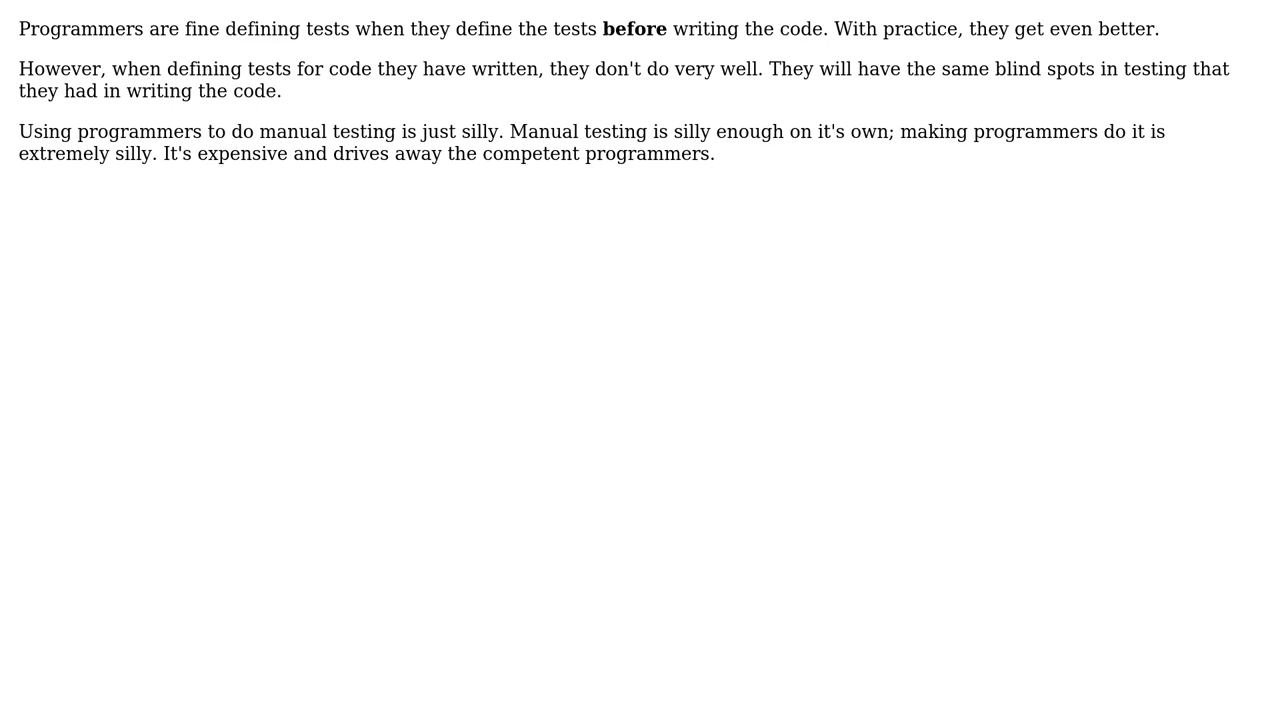 Programmers are fine defining tests when they define the tests before writing the code. With practice, they get even better.
However, when defining tests for code they have written, they don't do very well. They will have the same blind spots in testing that
they had in writing the code.
Using programmers to do manual testing is just silly. Manual testing is silly enough on it's own; making programmers do it is
extremely silly. It's expensive and drives away the competent programmers.